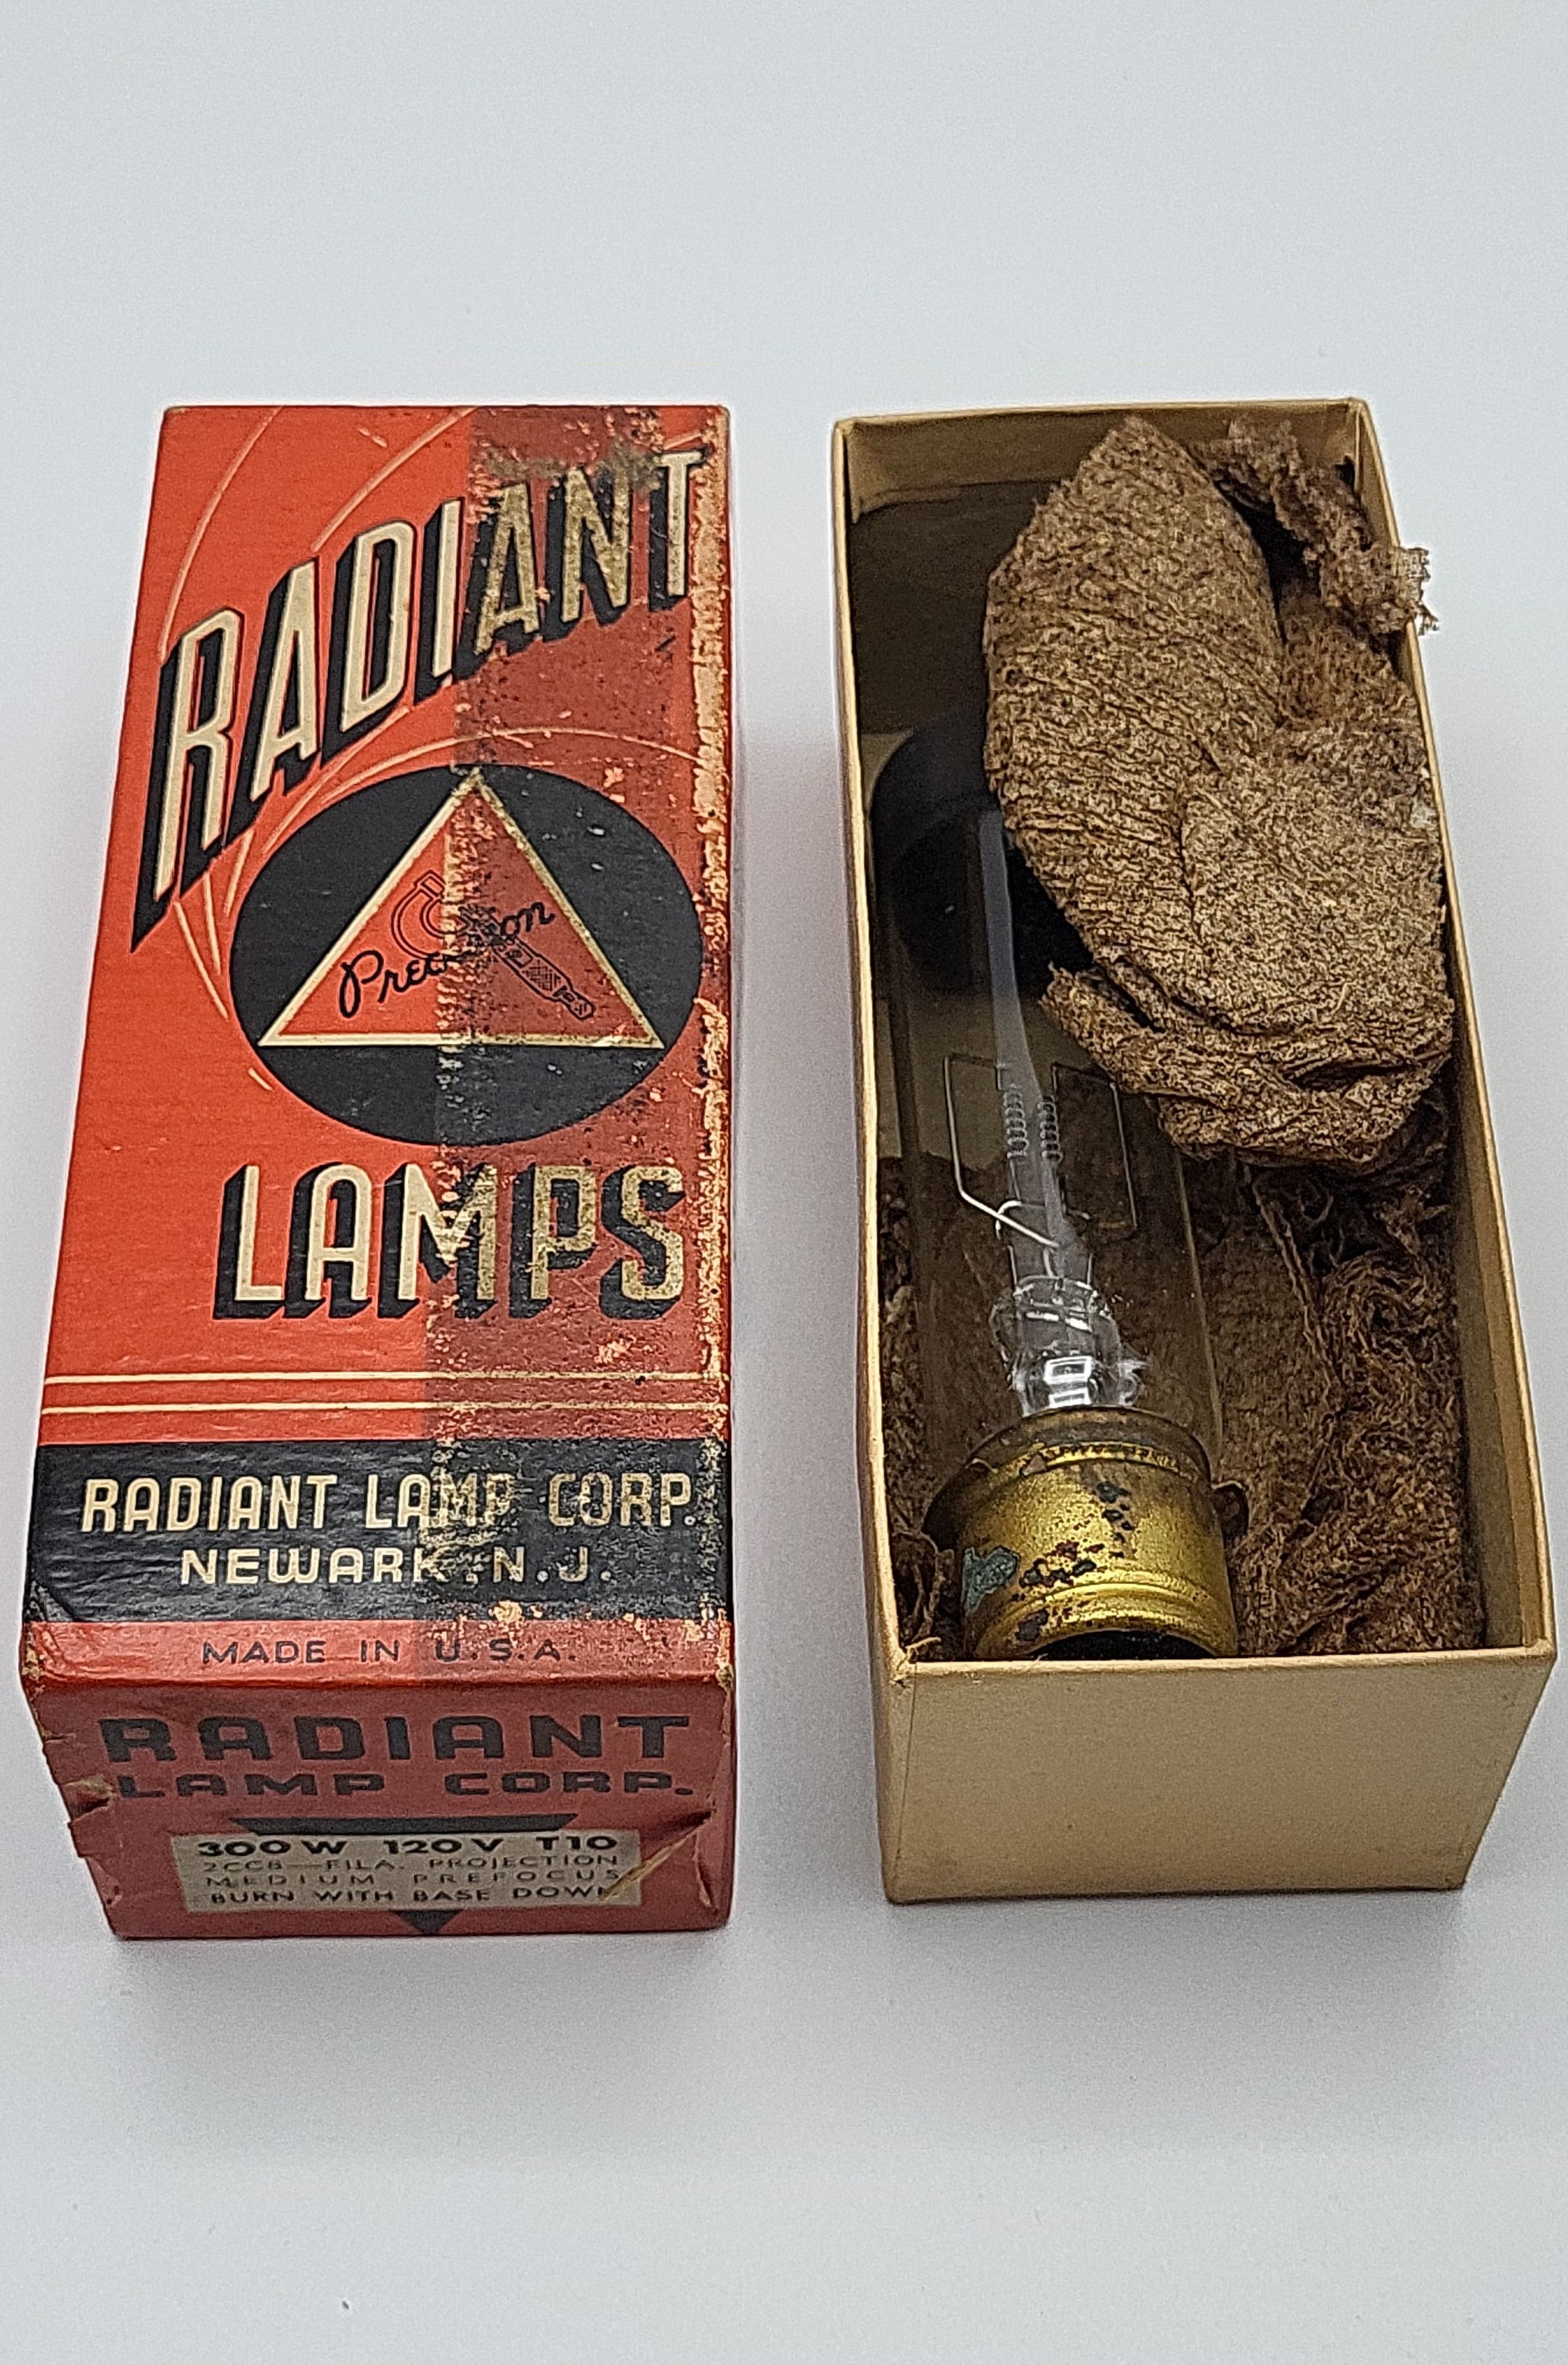 RADIANT
Precision
LAMPS
RADIANT LAMP CORP.
NEWARK, N.J.
MADE IN U.S.A.
RADIANT
LAMP CORP.
300W 120V T10
2CC8—FILA. PROJECTION
MEDIUM PREFOCUS
BURN WITH BASE DOWN